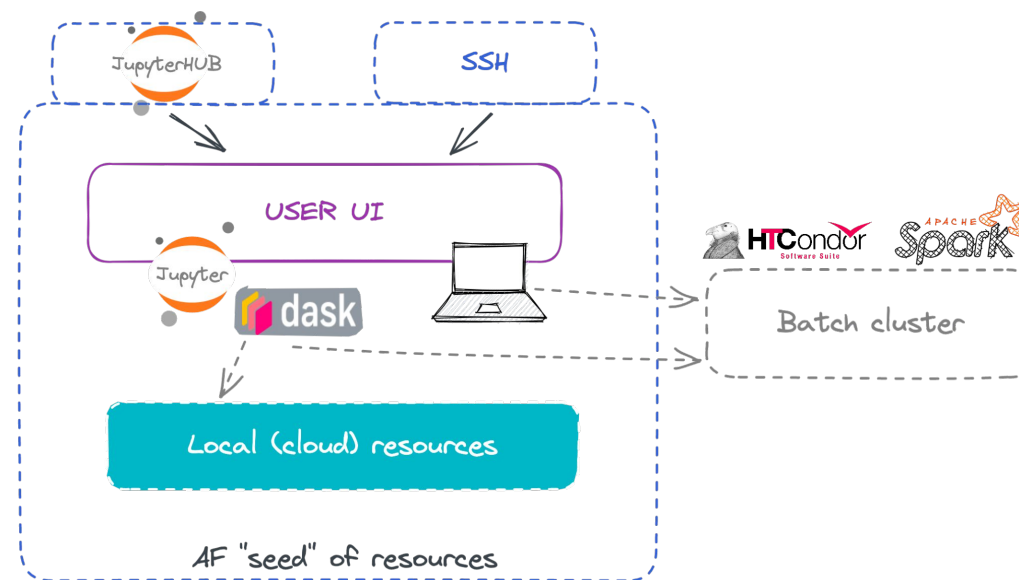 JupyterHUB
SSH
USER UI
Jupyter
dask
HTCondor
Software Suite
APACHE
Spark
Batch cluster
Local (cloud) resources
AF "seed" of resources